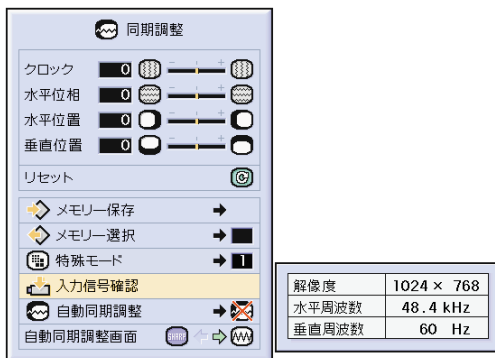 同期調整
クロック 0 - +
水平位相 0 - +
水平位置 0 - +
垂直位置 0 - +
リセット
メモリー保存 →
メモリー選択 →
特殊モード → 1
入力信号確認
自動同期調整 →
自動同期調整画面 SHARP
解像度 1024 × 768
水平周波数 48.4 kHz
垂直周波数 60 Hz